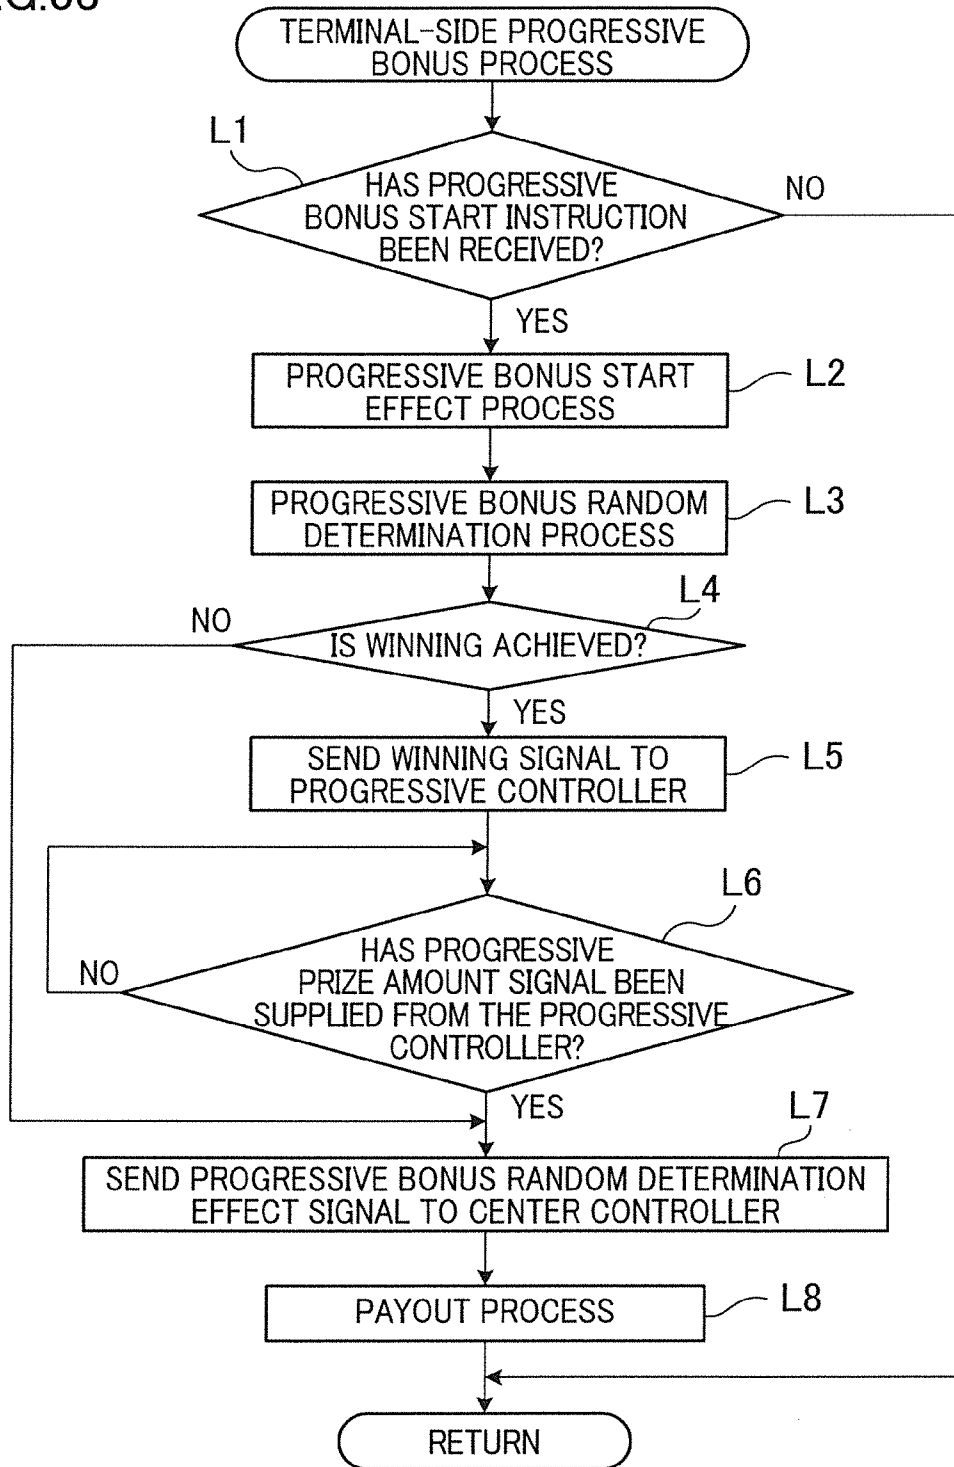 TERMINAL-SIDE PROGRESSIVE
BONUS PROCESS
L1
HAS PROGRESSIVE
BONUS START INSTRUCTION
BEEN RECEIVED?
NO
YES
PROGRESSIVE BONUS START
EFFECT PROCESS
L2
PROGRESSIVE BONUS RANDOM
DETERMINATION PROCESS
L3
L4
NO
IS WINNING ACHIEVED?
YES
SEND WINNING SIGNAL TO
PROGRESSIVE CONTROLLER
L5
L6
HAS PROGRESSIVE
PRIZE AMOUNT SIGNAL BEEN
SUPPLIED FROM THE PROGRESSIVE
CONTROLLER?
NO
YES
L7
SEND PROGRESSIVE BONUS RANDOM DETERMINATION
EFFECT SIGNAL TO CENTER CONTROLLER
PAYOUT PROCESS
L8
RETURN